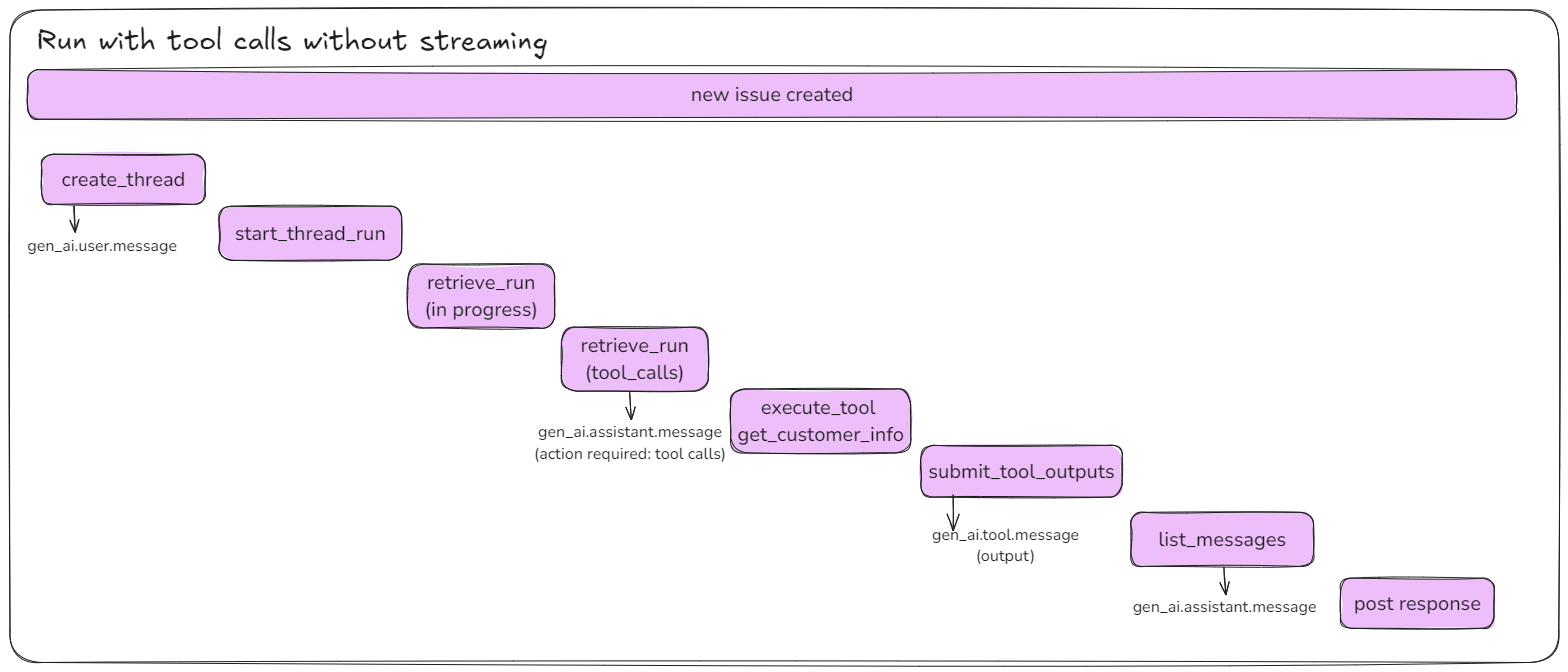 Run with tool calls without streaming
new issue created
create_thread
gen_ai.user.message
start_thread_run
retrieve_run
(in progress)
retrieve_run
(tool_calls)
gen_ai.assistant.message
(action required: tool calls)
execute_tool
get_customer_info
submit_tool_outputs
gen_ai.tool.message
(output)
list_messages
gen_ai.assistant.message
post response